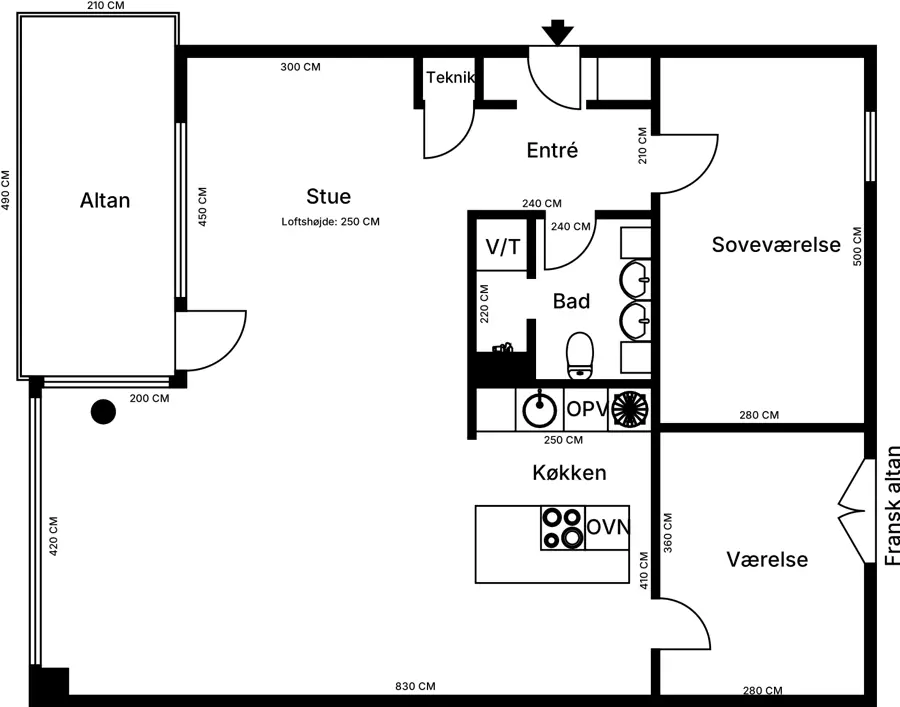 210 CM
300 CM
Teknik
490 CM
Altan
450 CM
Stue
Loftshøjde: 250 CM
Entré
210 CM
240 CM
240 CM
V/T
220 CM
Bad
Soveværelse
500 CM
200 CM
OPV
250 CM
280 CM
Køkken
420 CM
OVN
410 CM
360 CM
Værelse
Fransk altan
830 CM
280 CM